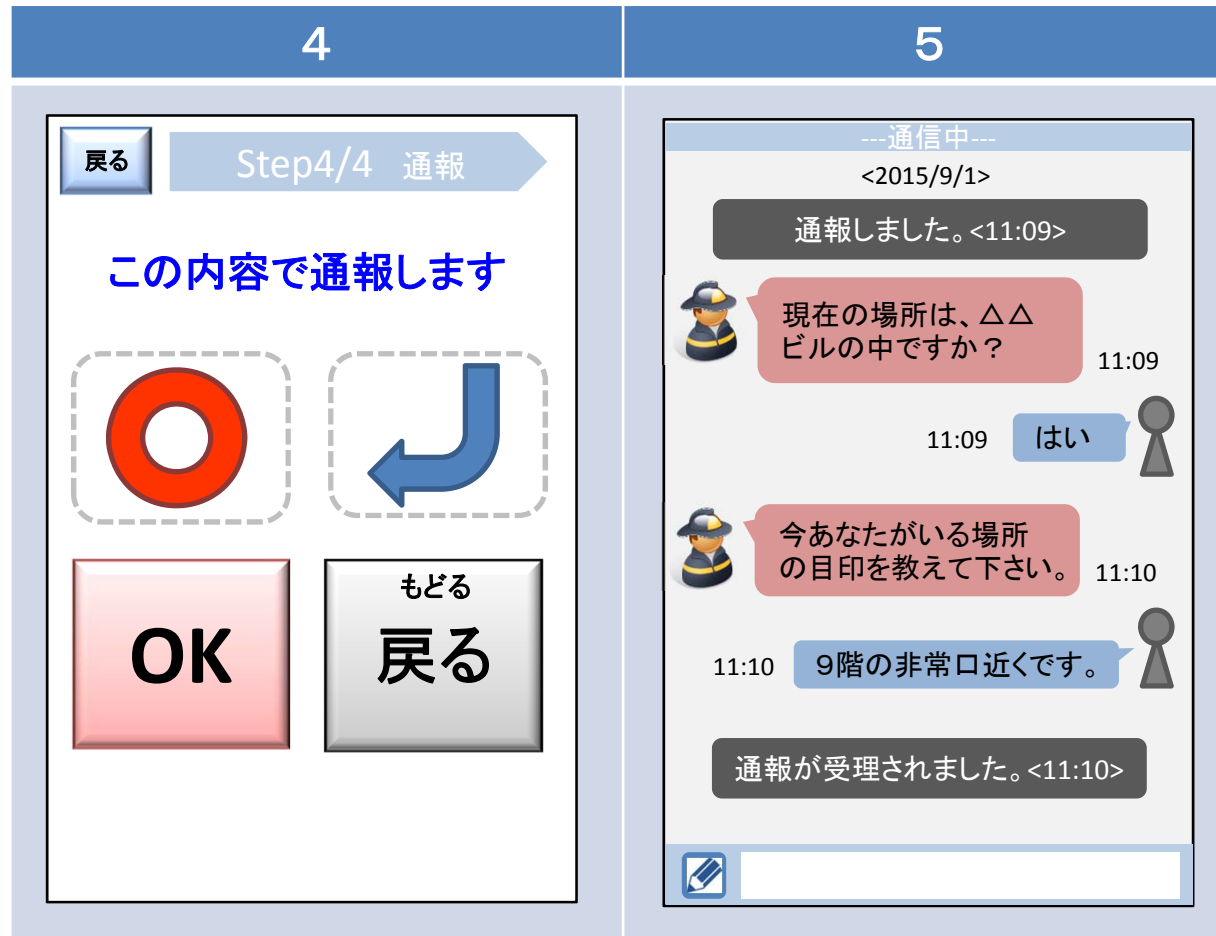 4
5
戻る
Step4/4 通報
この内容で通報します
OK
もどる
戻る
---通信中---
<2015/9/1>
通報しました。<11:09>
現在の場所は、△△
ビルの中ですか？
11:09
11:09
はい
今あなたがいる場所
の目印を教えて下さい。
11:10
11:10
９階の非常口近くです。
通報が受理されました。<11:10>